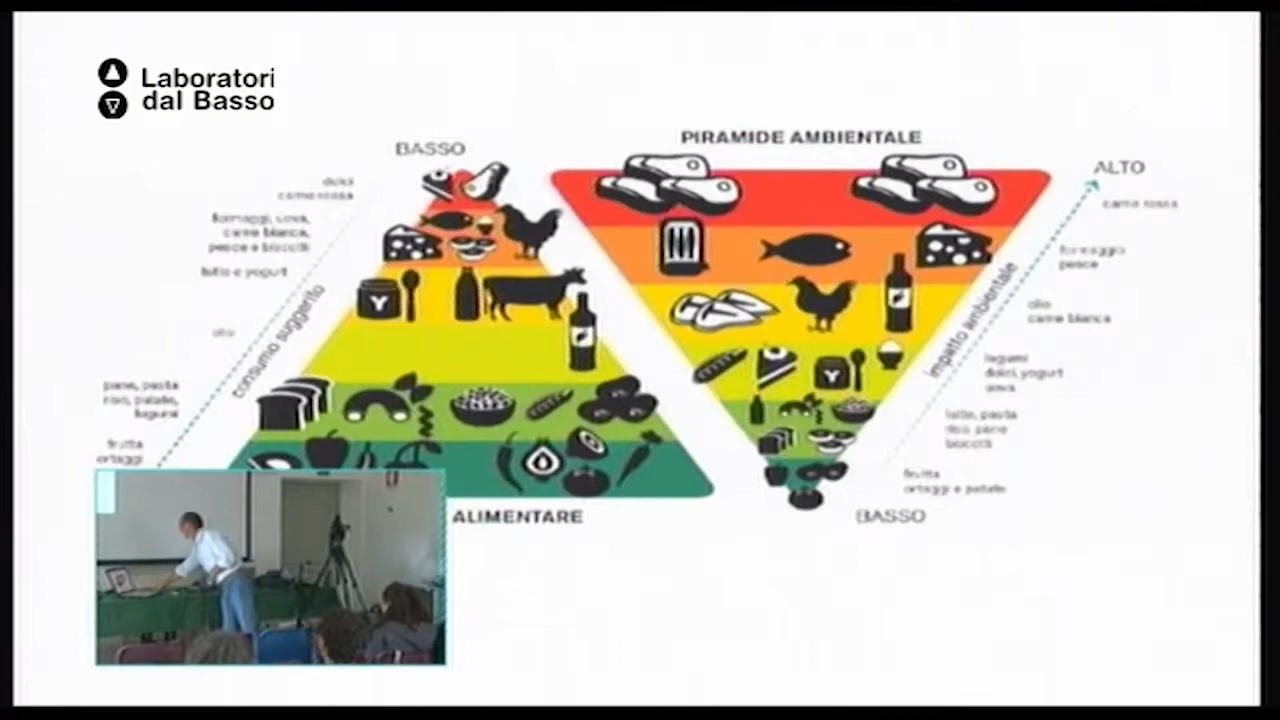 Laboratori
dal Basso
PIRAMIDE AMBIENTALE
BASSO
ALTO
dolci
carne rossa
carne rossa
formaggi, uova,
carne bianca,
pesce e biscotti
latte e yogurt
formaggio
pesce
consumo suggerito
impatto ambientale
olio
olio
carne bianca
legumi
dolci, yogurt
uova
pane, pasta
riso, patate,
legumi
latte, pasta
riso, pane
biscotti
frutta
ortaggi
frutta
ortaggi e patate
Y
Y
ALIMENTARE
BASSO